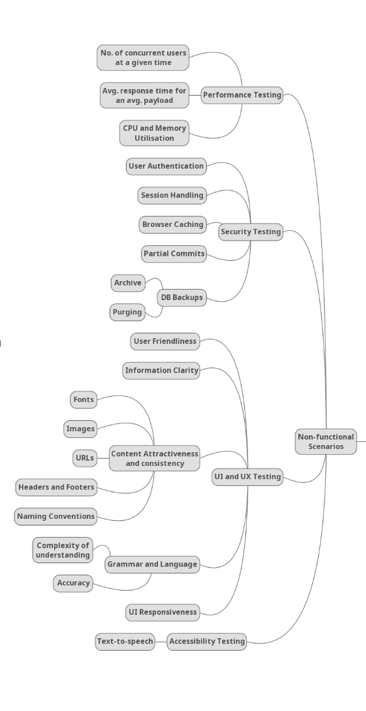 No. of concurrent users
at a given time
Avg. response time for
an avg. payload
Performance Testing
CPU and Memory
Utilisation
User Authentication
Session Handling
Browser Caching
Security Testing
Partial Commits
Archive
DB Backups
Purging
User Friendliness
Information Clarity
Fonts
Images
Non-functional
Scenarios
Content Attractiveness
and consistency
URLs
UI and UX Testing
Headers and Footers
Naming Conventions
Complexity of
understanding
Grammar and Language
Accuracy
UI Responsiveness
Text-to-speech
Accessibility Testing